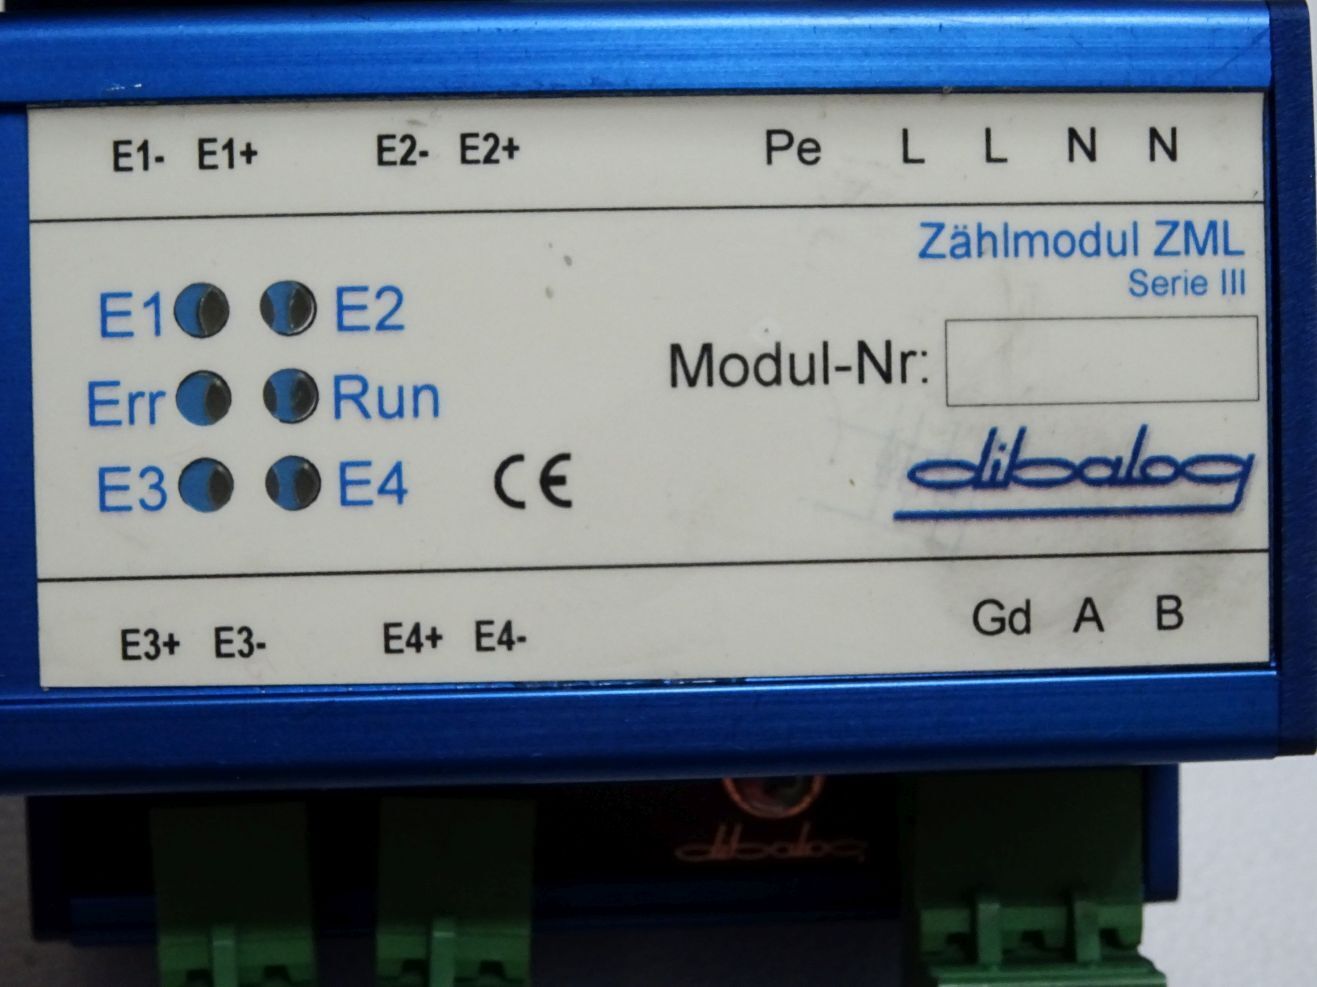 E1- E1+ E2- E2+ Pe L L N N
Zählmodul ZML
Serie III
E1 E2
Modul-Nr:
Err Run
E3 E4 CE dibalog
E3+ E3- E4+ E4- Gd A B
dibalog